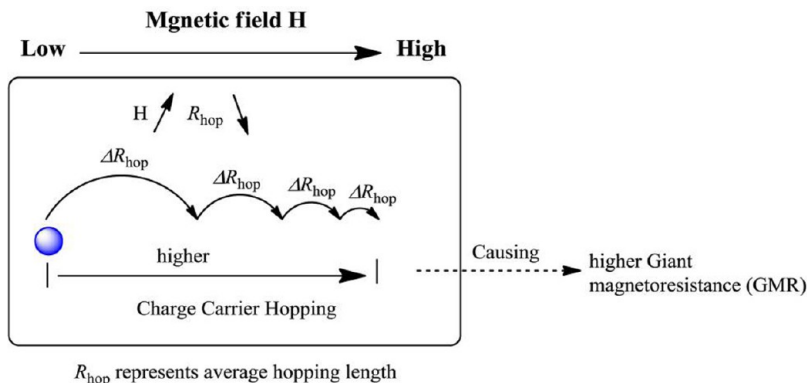 Mgnetic field H
Low High
H R_hop
ΔR_hop
ΔR_hop ΔR_hop ΔR_hop
higher
Charge Carrier Hopping
Causing
higher Giant
magnetoresistance (GMR)
R_hop represents average hopping length